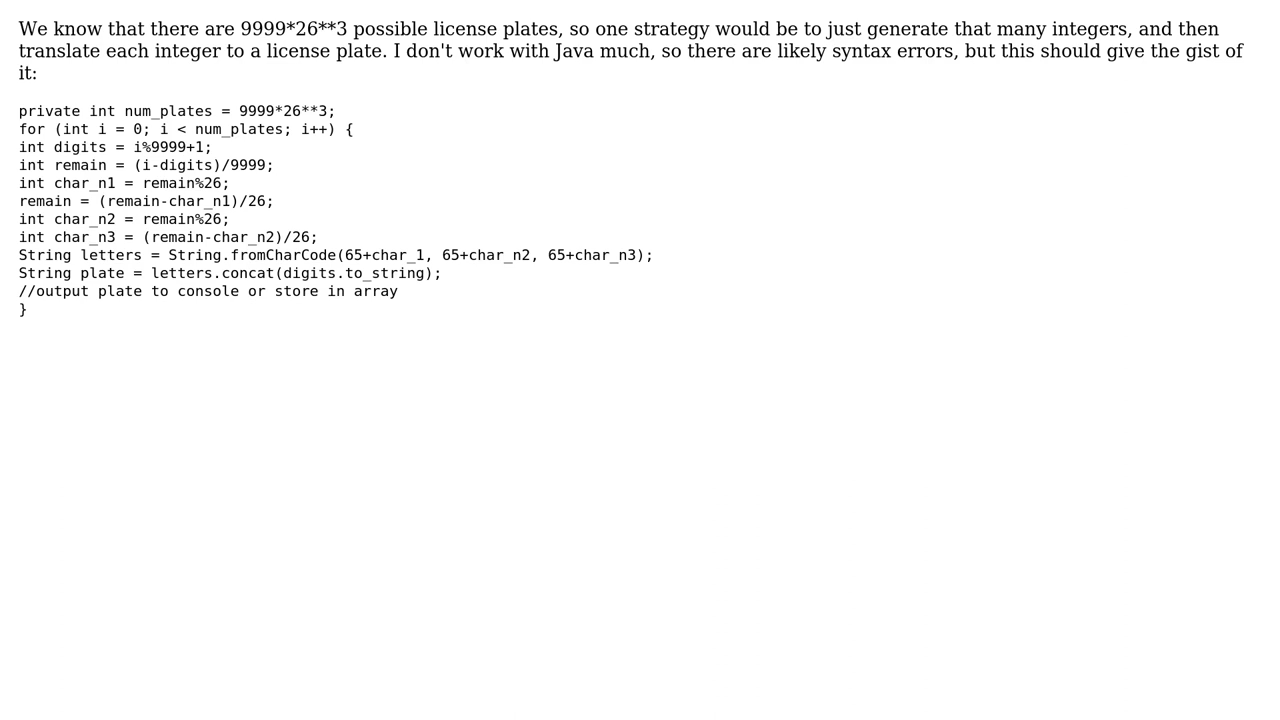 We know that there are 9999*26**3 possible license plates, so one strategy would be to just generate that many integers, and then
translate each integer to a license plate. I don't work with Java much, so there are likely syntax errors, but this should give the gist of
it:
private int num_plates = 9999*26**3;
for (int i = 0; i < num_plates; i++) {
int digits = i%9999+1;
int remain = (i-digits)/9999;
int char_n1 = remain%26;
remain = (remain-char_n1)/26;
int char_n2 = remain%26;
int char_n3 = (remain-char_n2)/26;
String letters = String.fromCharCode(65+char_1, 65+char_n2, 65+char_n3);
String plate = letters.concat(digits.to_string);
//output plate to console or store in array
}